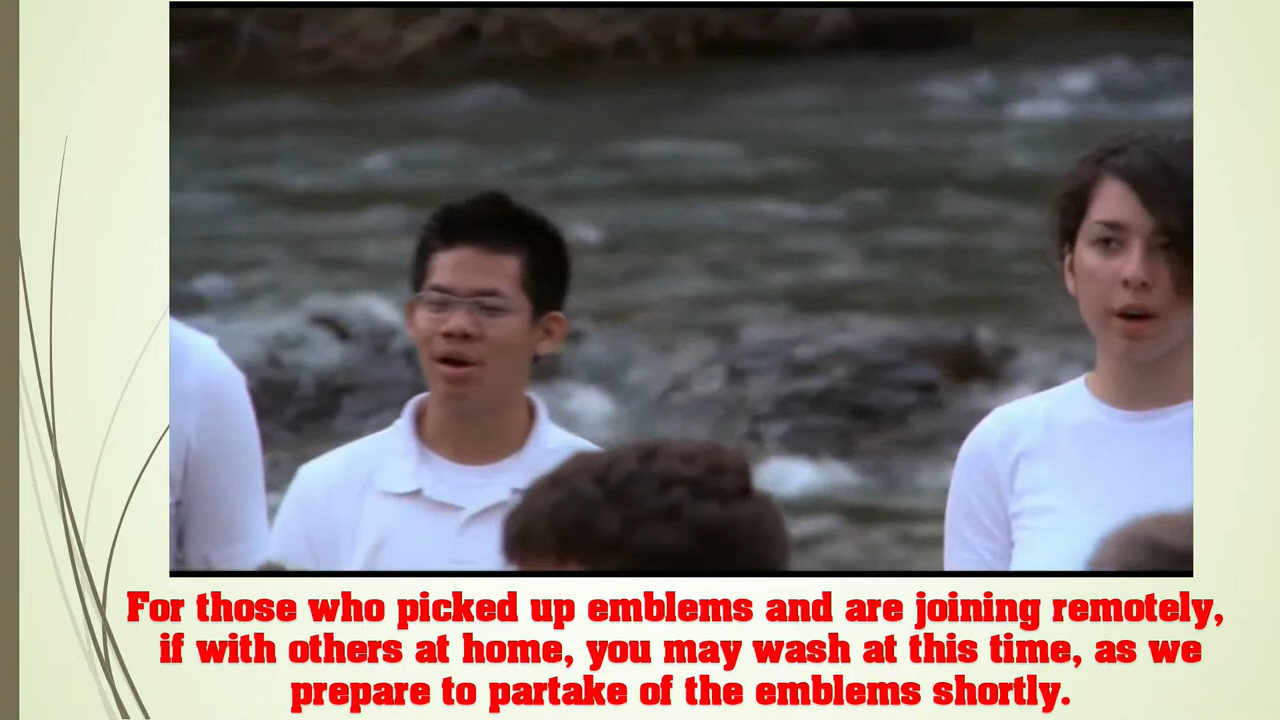 For those who picked up emblems and are joining remotely,
if with others at home, you may wash at this time, as we
prepare to partake of the emblems shortly.